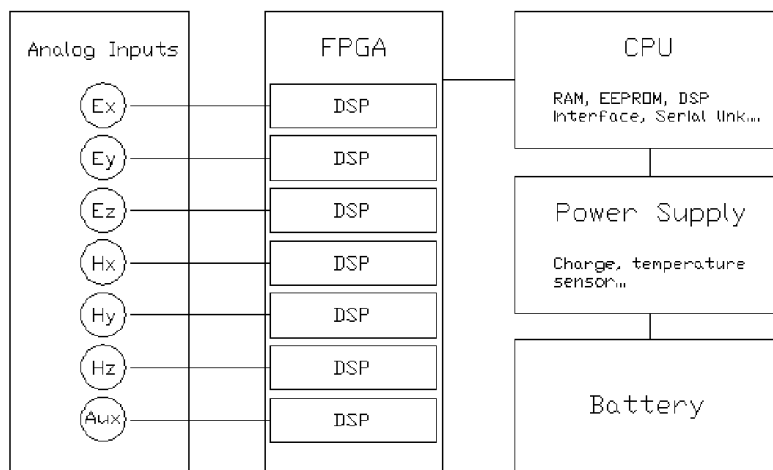 Analog Inputs
Ex
Ey
Ez
Hx
Hy
Hz
Aux
FPGA
DSP
DSP
DSP
DSP
DSP
DSP
DSP
CPU
RAM, EEPROM, DSP
Interface, Serial link...
Power Supply
Charge, temperature
sensor...
Battery